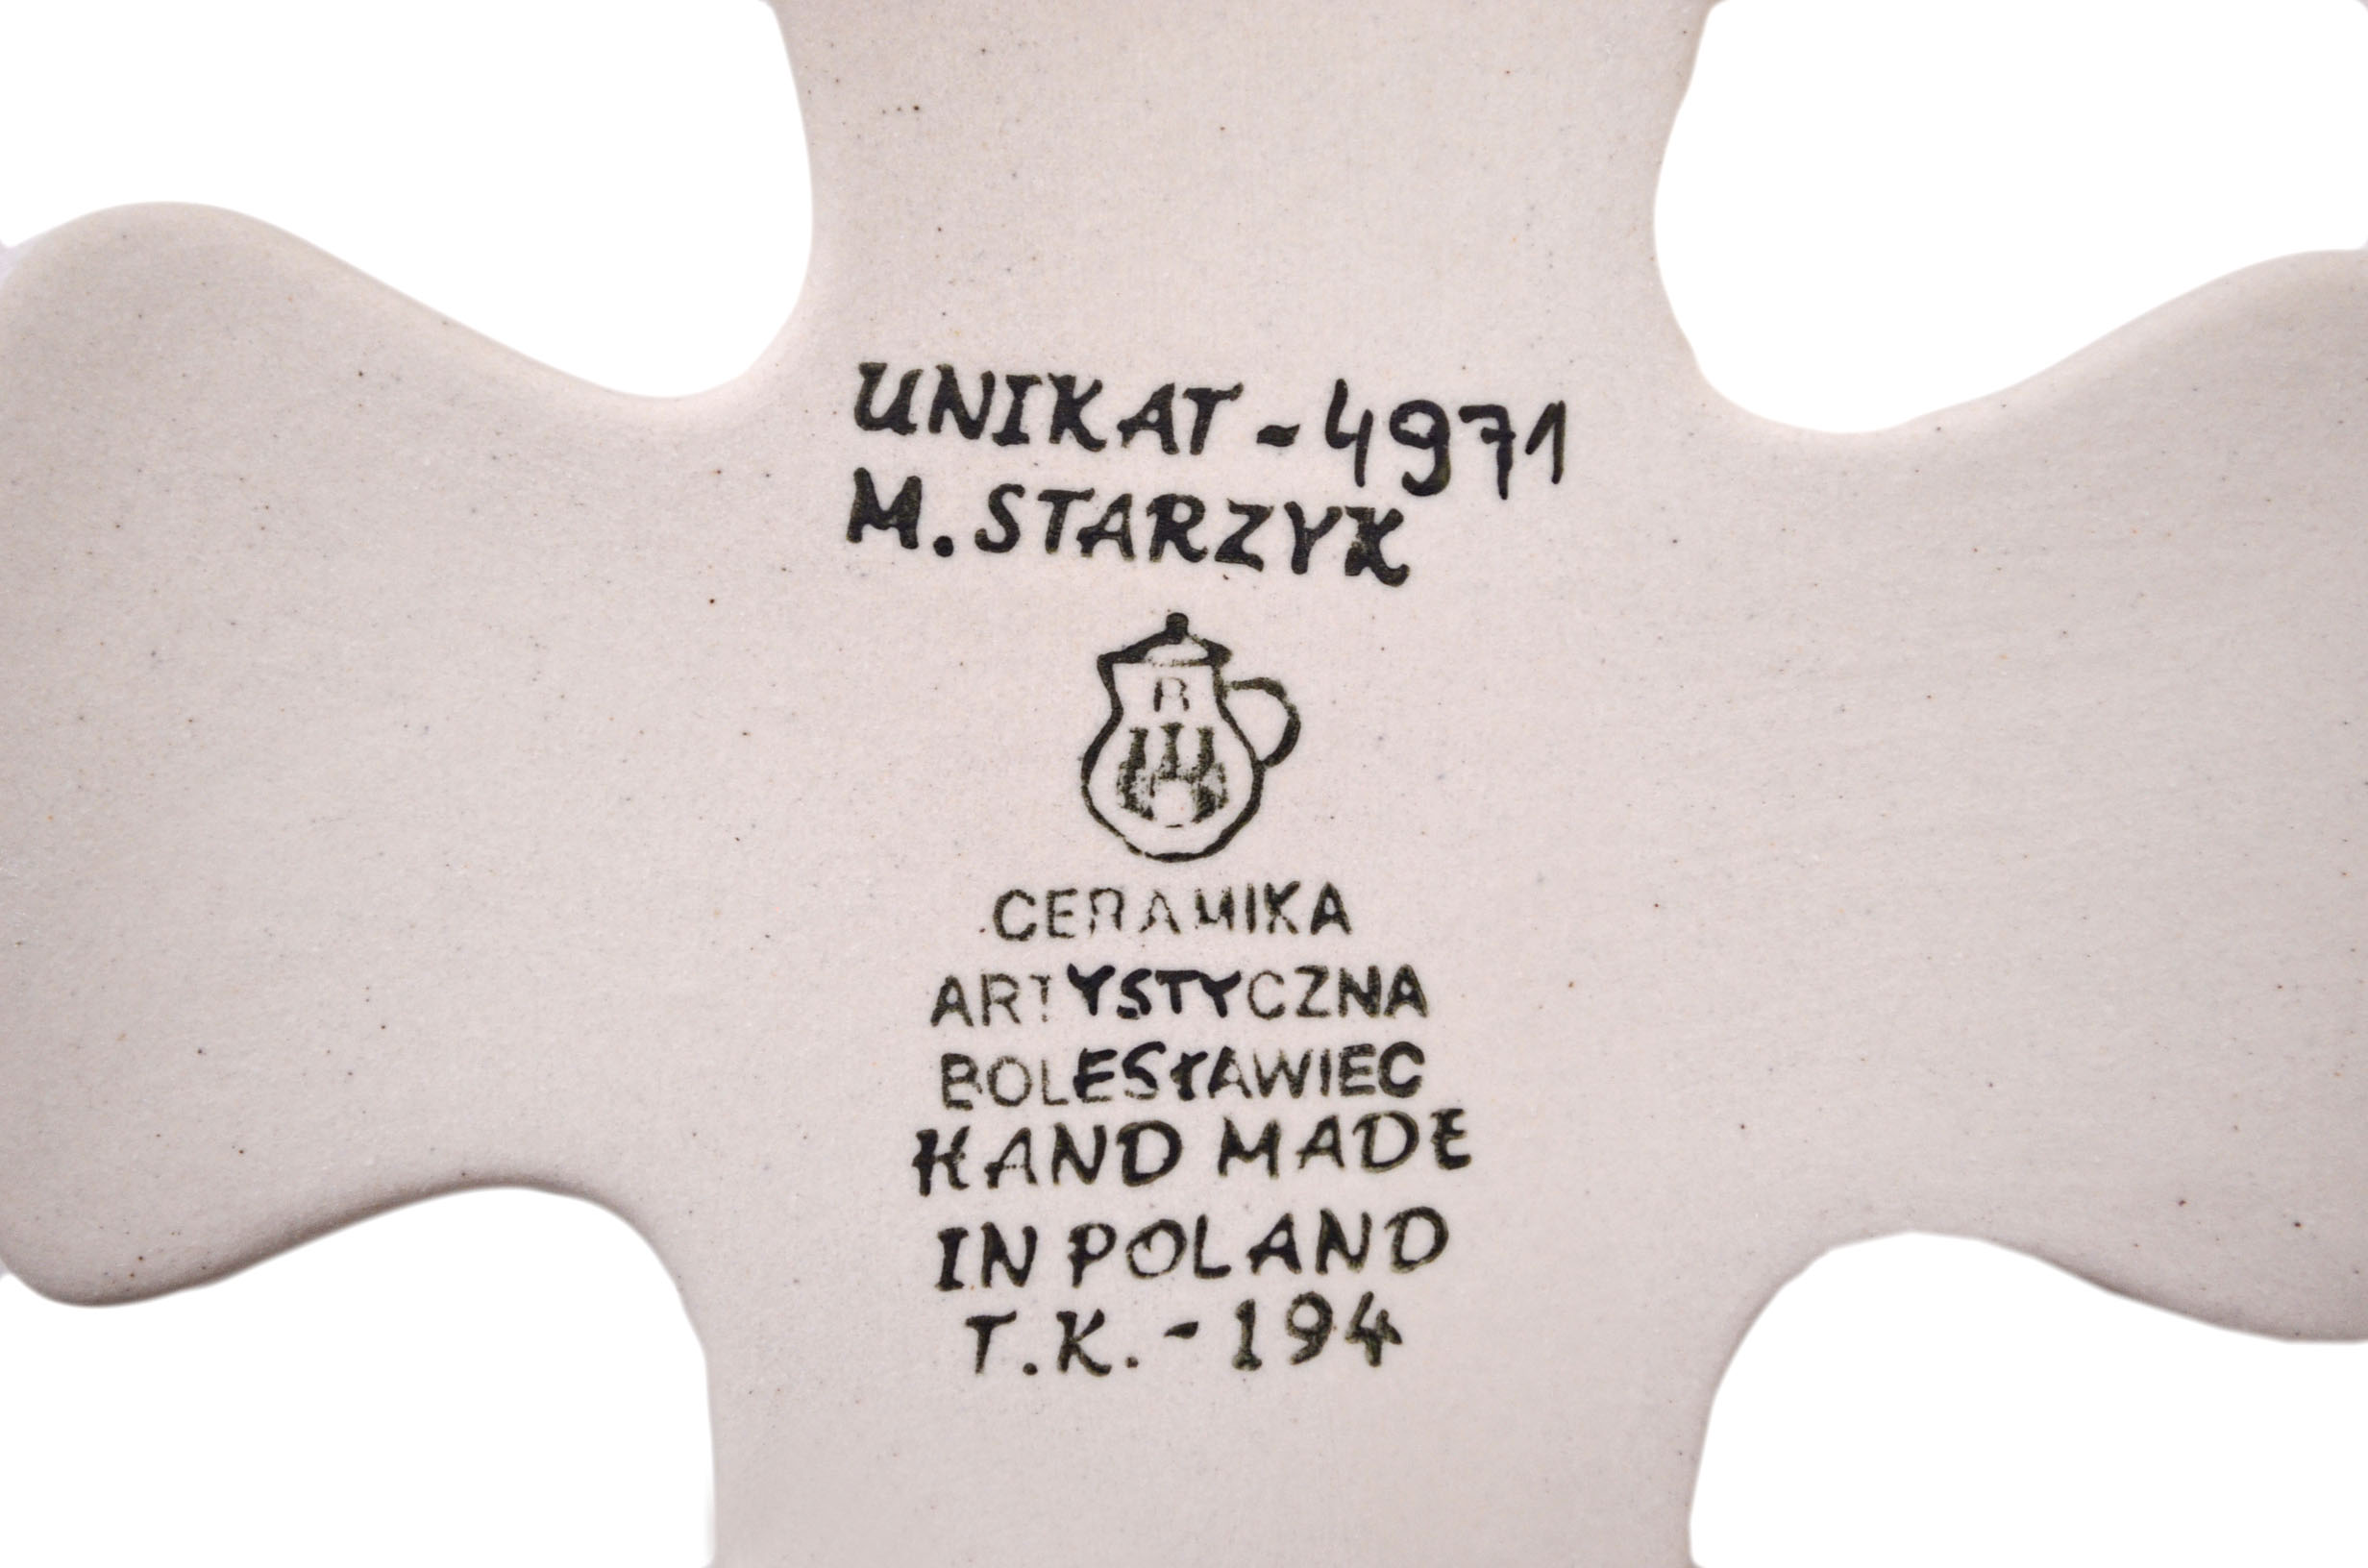 UNIKAT - 4971
M. STARZYK
B
CERAMIKA
ARTYSTYCZNA
BOLESŁAWIEC
HAND MADE
IN POLAND
T.K. - 194